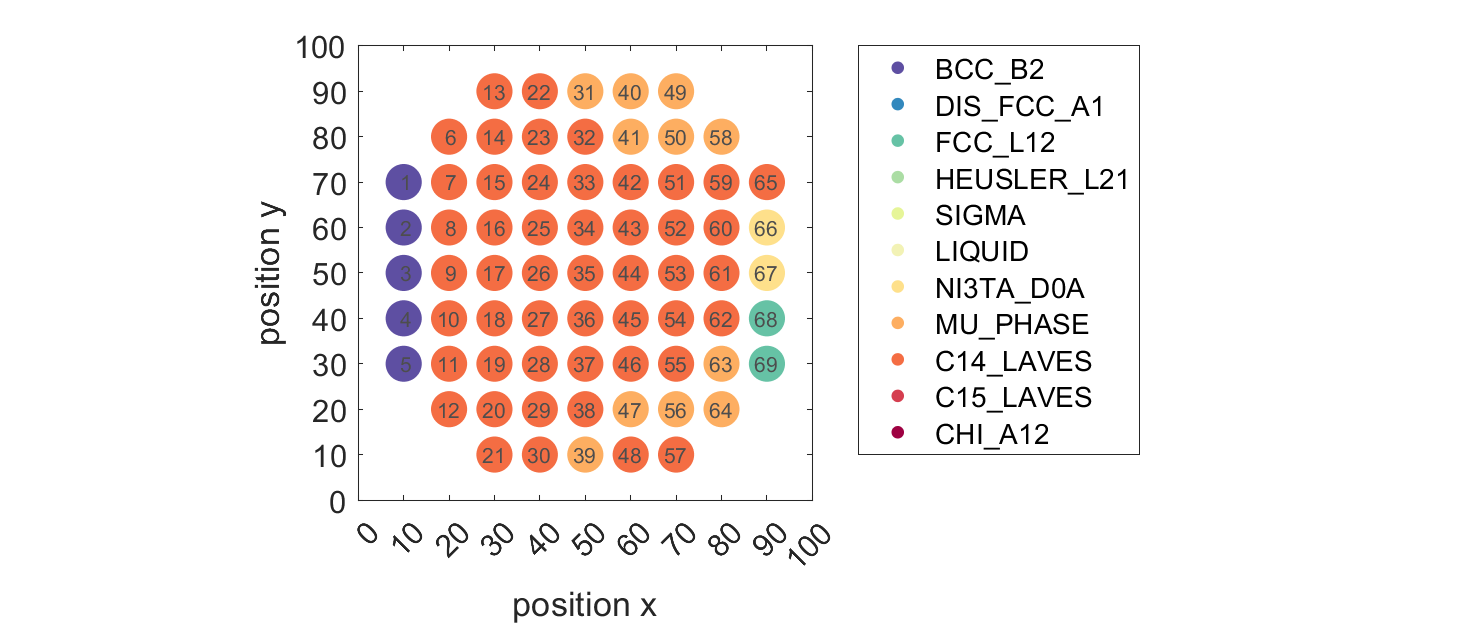 100
90
80
70
60
50
40
30
20
10
0
position y
13 22 31 40 49
6 14 23 32 41 50 58
1 7 15 24 33 42 51 59 65
2 8 16 25 34 43 52 60 66
3 9 17 26 35 44 53 61 67
4 10 18 27 36 45 54 62 68
5 11 19 28 37 46 55 63 69
12 20 29 38 47 56 64
21 30 39 48 57
0 10 20 30 40 50 60 70 80 90 100
position x
BCC_B2
DIS_FCC_A1
FCC_L12
HEUSLER_L21
SIGMA
LIQUID
NI3TA_D0A
MU_PHASE
C14_LAVES
C15_LAVES
CHI_A12